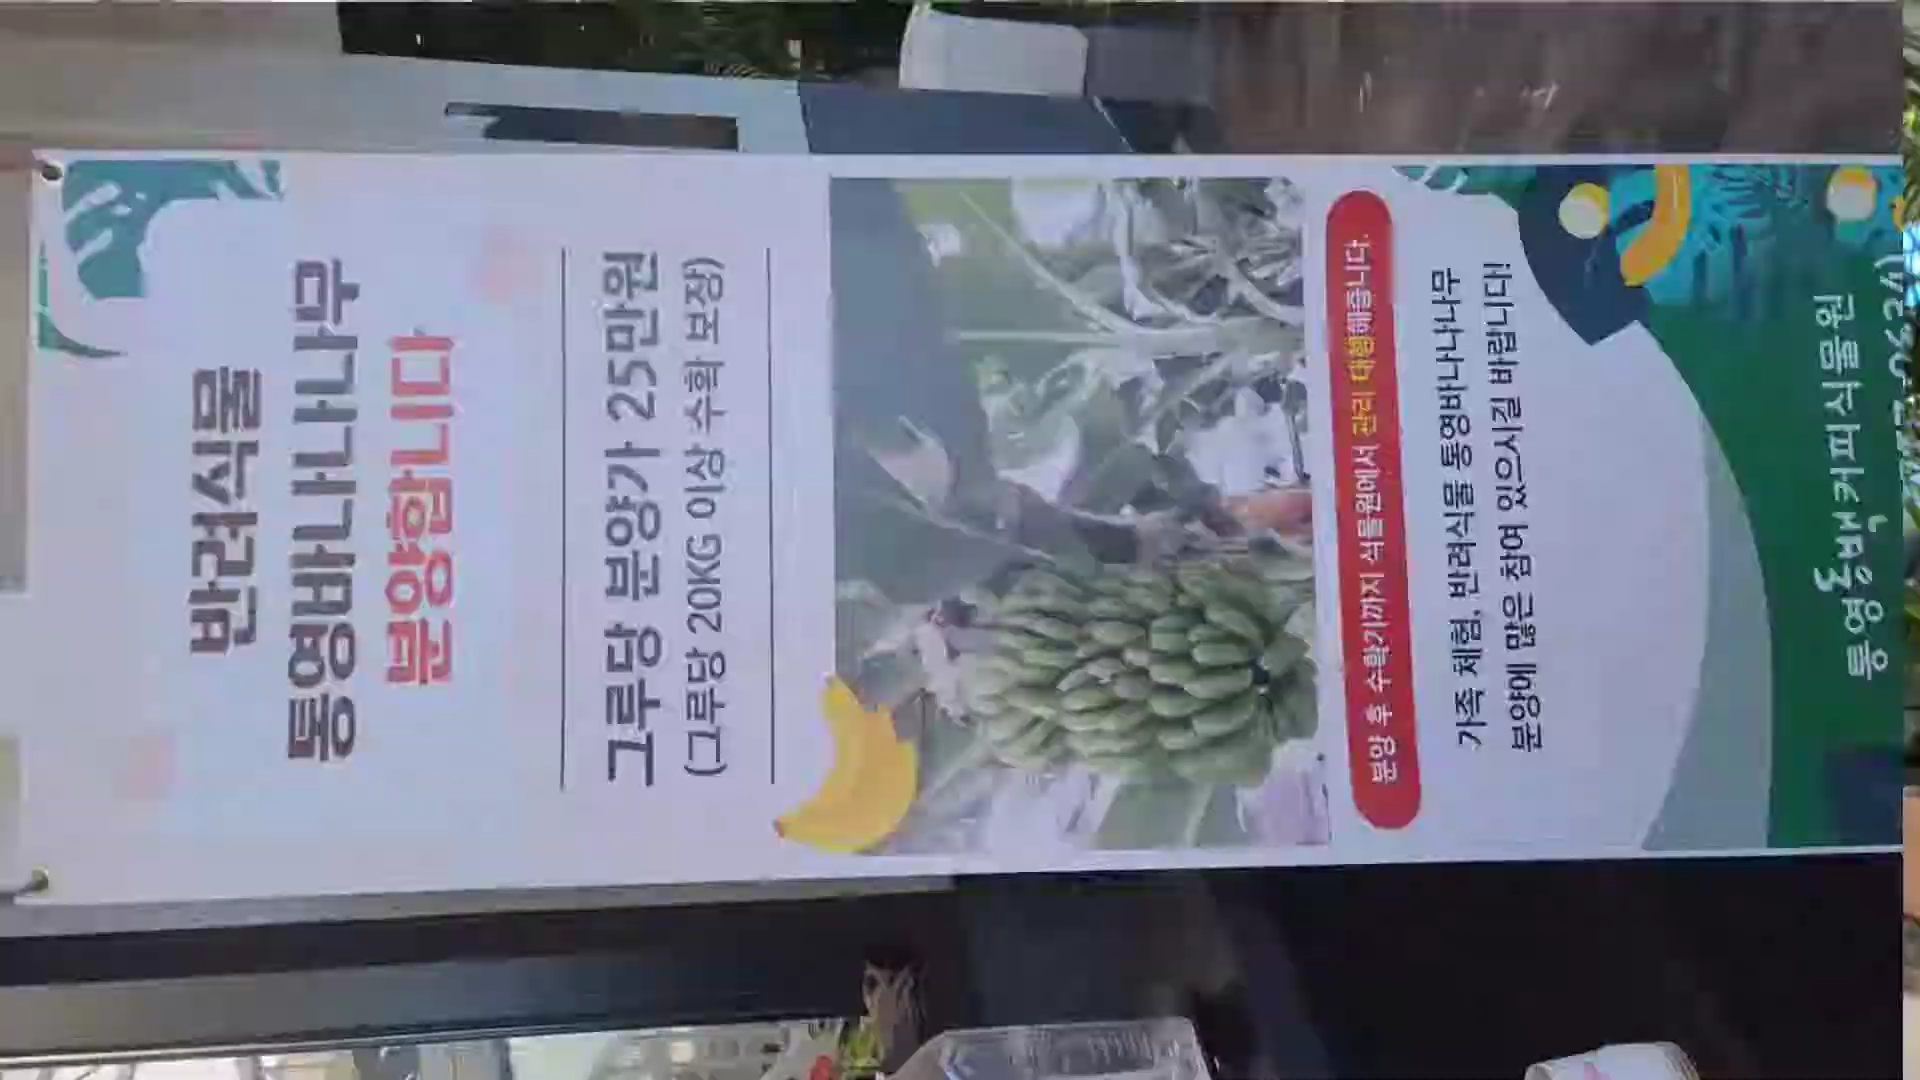 반려식물
통영바나나무
분양합니다
그루당 분양가 25만원
(그루당 20KG 이상 수확 보장)
분양 후 수확기까지 식물원에서 관리 대행해줍니다.
가족 체험, 반려식물 통영바나나나무
분양에 많은 참여 있으시길 바랍니다!
통영동백커피식물원